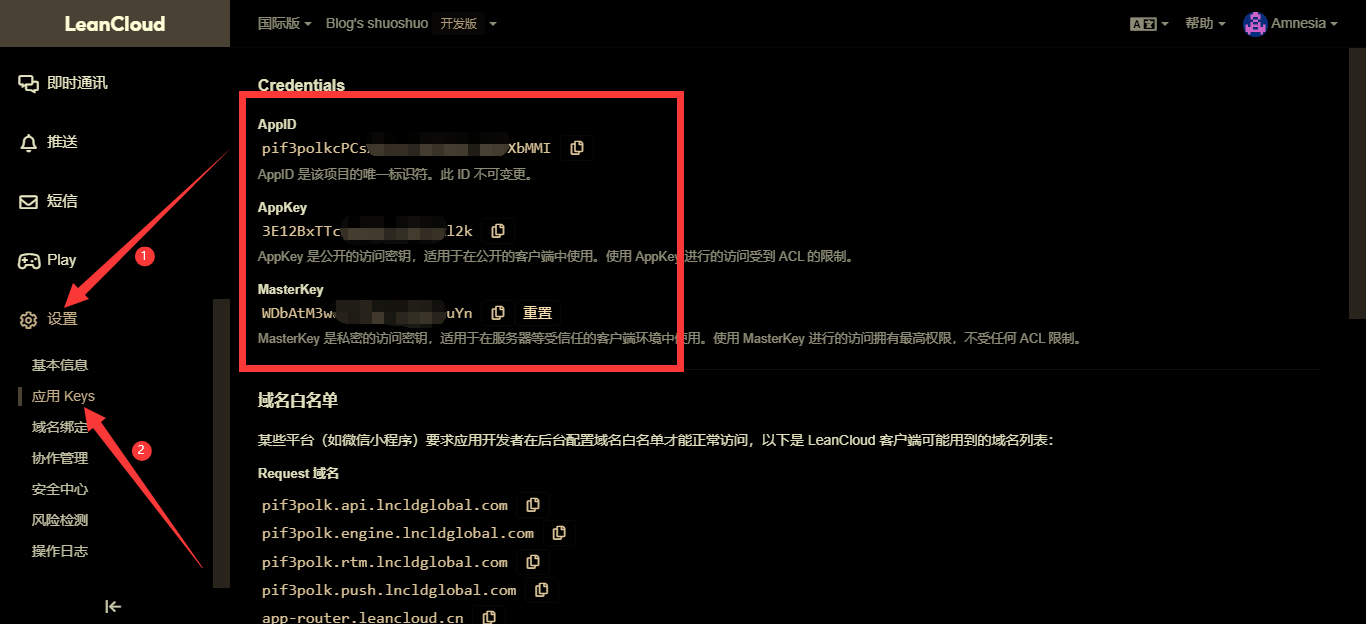 LeanCloud
国际版 Blog's shuoshuo 开发版
帮助 Amnesia
即时通讯
推送
短信
Play
1
设置
基本信息
应用 Keys
域名绑定
2
协作管理
安全中心
风险检测
操作日志
Credentials
AppID
pif3polkcPCs XbMMI
AppID 是该项目的唯一标识符。此 ID 不可变更。
AppKey
3E12BxTTc l2k
AppKey 是公开的访问密钥，适用于在公开的客户端中使用。使用 AppKey 进行的访问受到 ACL 的限制。
MasterKey
WDbAtM3w uYn 重置
MasterKey 是私密的访问密钥，适用于在服务器等受信任的客户端环境中使用。使用 MasterKey 进行的访问拥有最高权限，不受任何 ACL 限制。
域名白名单
某些平台（如微信小程序）要求应用开发者在后台配置域名白名单才能正常访问，以下是 LeanCloud 客户端可能用到的域名列表：
Request 域名
pif3polk.api.lncldglobal.com
pif3polk.engine.lncldglobal.com
pif3polk.rtm.lncldglobal.com
pif3polk.push.lncldglobal.com
app-router.leancloud.cn